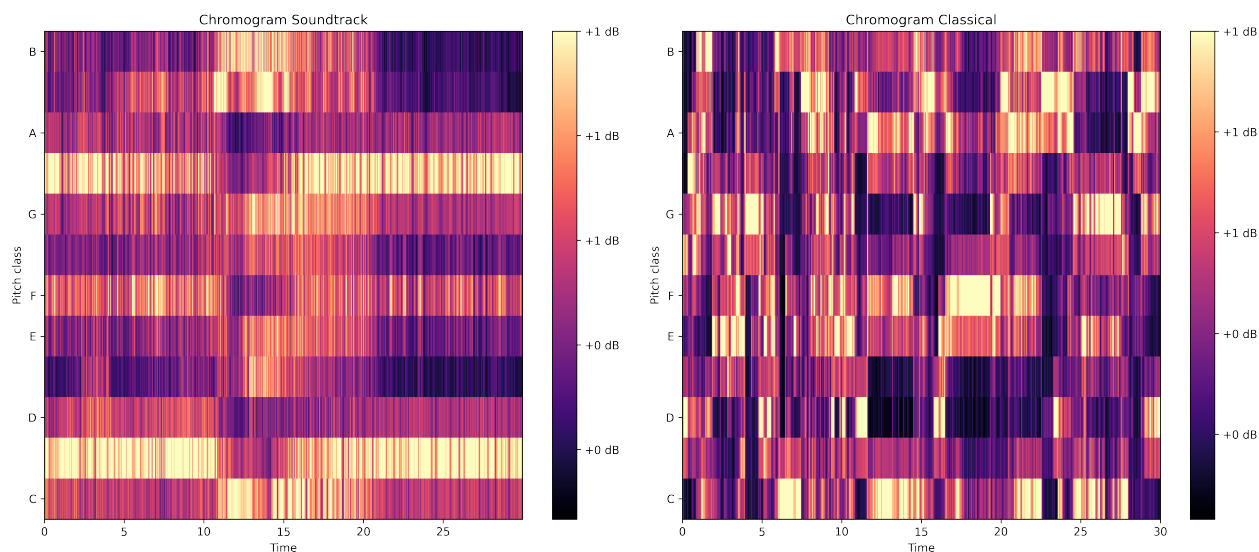 Chromogram Soundtrack
B
A
G
F
E
D
C
Pitch class
0 5 10 15 20 25
Time
+1 dB
+1 dB
+1 dB
+0 dB
+0 dB
Chromogram Classical
B
A
G
F
E
D
C
Pitch class
0 5 10 15 20 25 30
Time
+1 dB
+1 dB
+1 dB
+0 dB
+0 dB